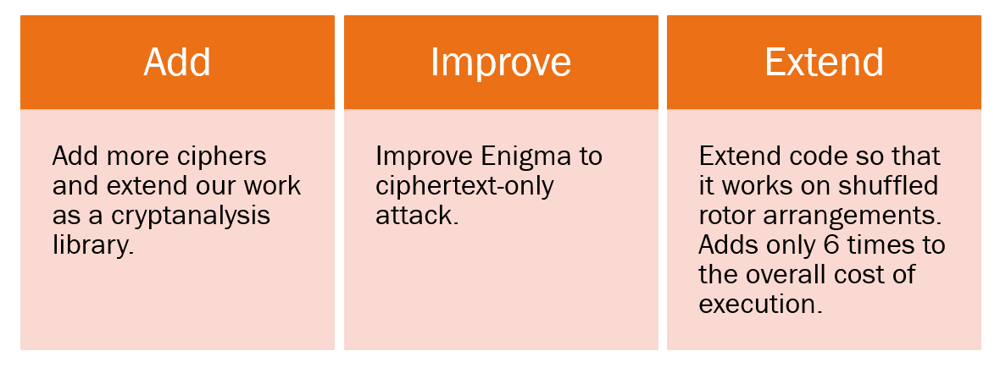 Add
Add more ciphers
and extend our work
as a cryptanalysis
library.
Improve
Improve Enigma to
ciphertext-only
attack.
Extend
Extend code so that
it works on shuffled
rotor arrangements.
Adds only 6 times to
the overall cost of
execution.